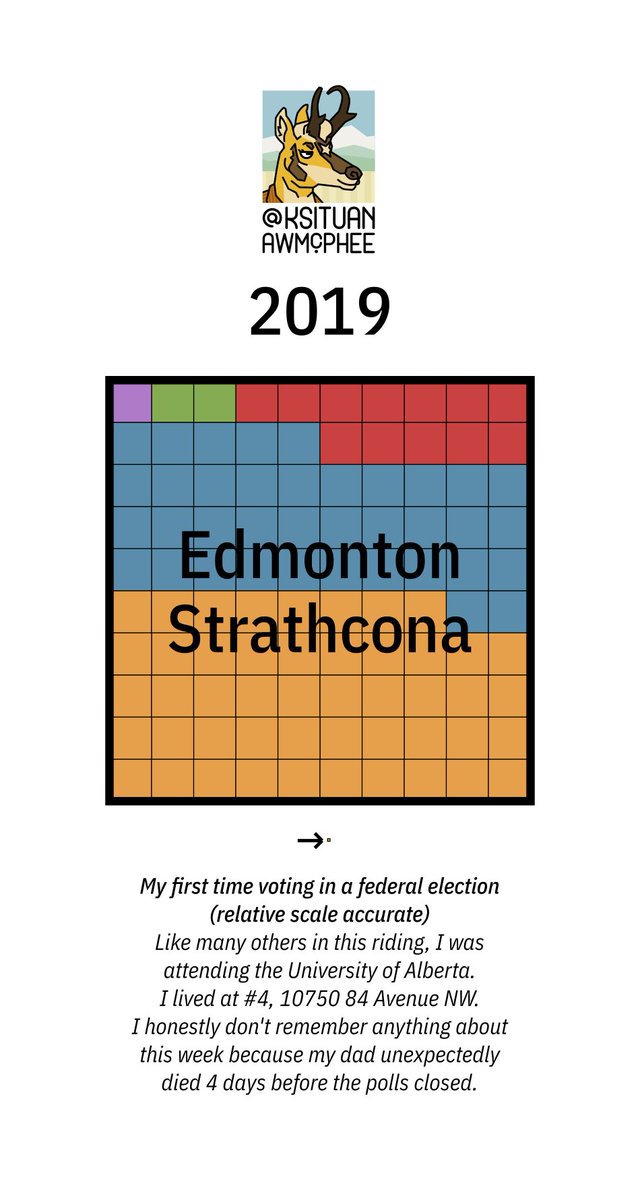 @KSITUAN
AWMCPHEE
2019
Edmonton
Strathcona
→
My first time voting in a federal election
(relative scale accurate)
Like many others in this riding, I was
attending the University of Alberta.
I lived at #4, 10750 84 Avenue NW.
I honestly don't remember anything about
this week because my dad unexpectedly
died 4 days before the polls closed.